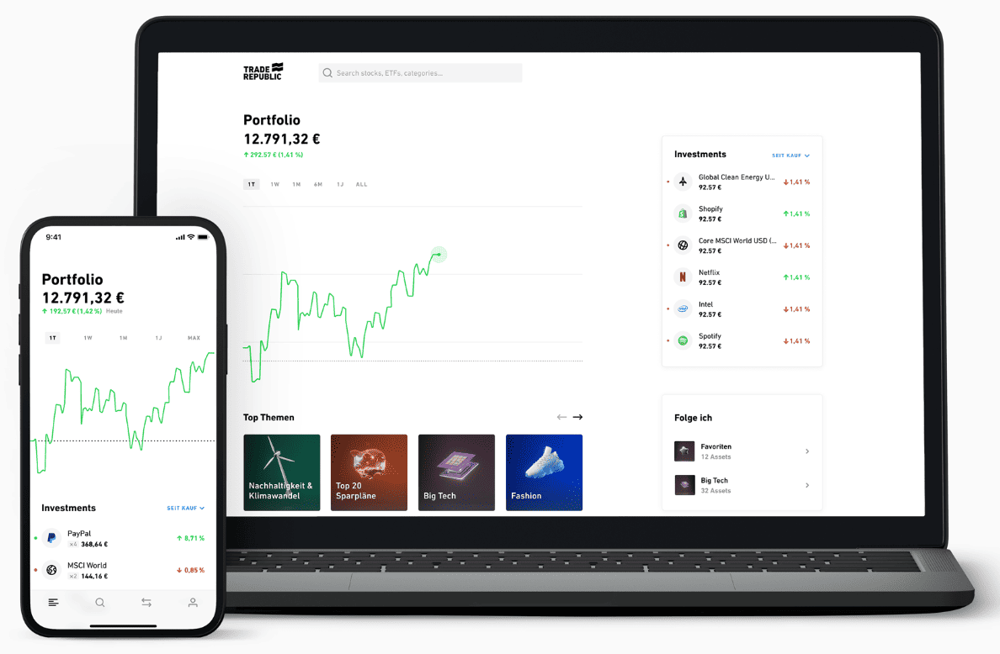 TRADE
REPUBLIC
Search stocks, ETFs, categories...
Portfolio
12.791,32 €
↑ 292.57 € (1,41 %)
1T 1W 1M 6M 1J ALL
Top Themen
← →
Nachhaltigkeit &
Klimawandel
Top 20
Sparpläne
Big Tech
Fashion
Investments
SEIT KAUF
Global Clean Energy U...
92.57 €
↓ 1,41 %
Shopify
92.57 €
↑ 1,41 %
Core MSCI World USD (...
92.57 €
↓ 1,41 %
Netflix
92.57 €
↑ 1,41 %
intel
Intel
92.57 €
↓ 1,41 %
Spotify
92.57 €
↓ 1,41 %
Folge ich
Favoriten
12 Assets
Big Tech
32 Assets
9:41
Portfolio
12.791,32 €
↑ 192.57 € (1,42 %) Heute
1T 1W 1M 1J MAX
Investments
SEIT KAUF
PayPal
×4 368,64 €
↑ 8,71 %
MSCI World
×2 144,16 €
↓ 0,85 %